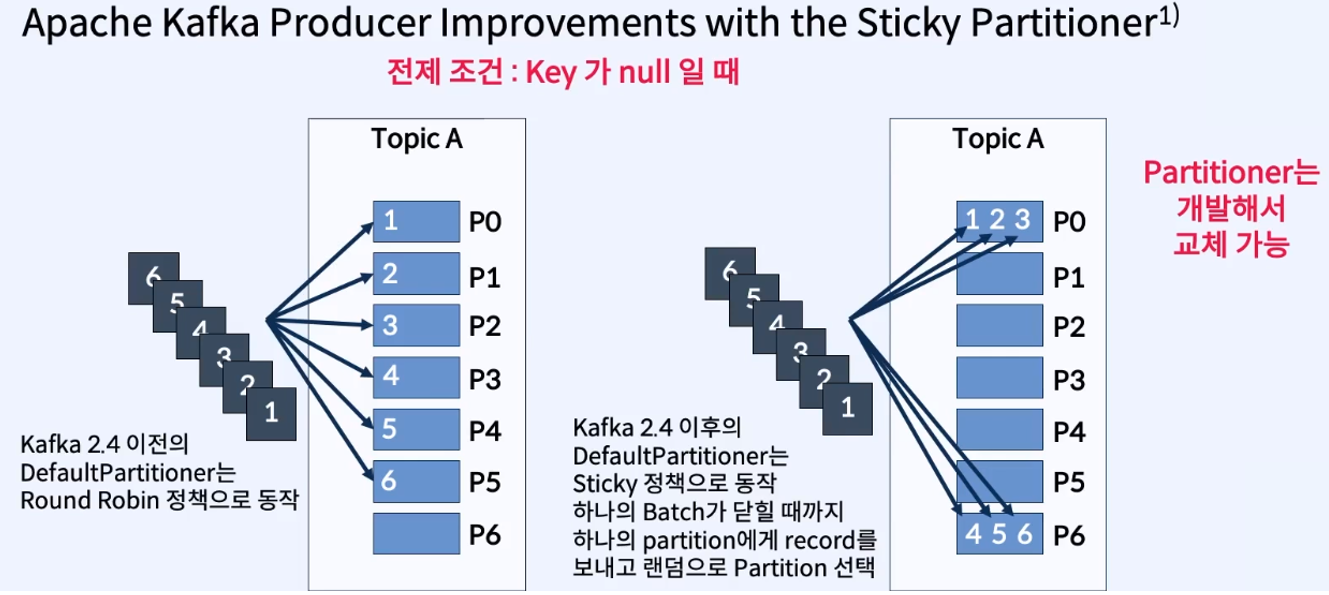 Apache Kafka Producer Improvements with the Sticky Partitioner1)
전제 조건 : Key 가 null 일 때
Topic A
1 P0
2 P1
3 P2
4 P3
5 P4
6 P5
P6
6
5
4
3
2
1
Kafka 2.4 이전의
DefaultPartitioner는
Round Robin 정책으로 동작
Topic A
1 2 3 P0
P1
P2
P3
P4
P5
4 5 6 P6
6
5
4
3
2
1
Kafka 2.4 이후의
DefaultPartitioner는
Sticky 정책으로 동작
하나의 Batch가 닫힐 때까지
하나의 partition에게 record를
보내고 랜덤으로 Partition 선택
Partitioner는
개발해서
교체 가능